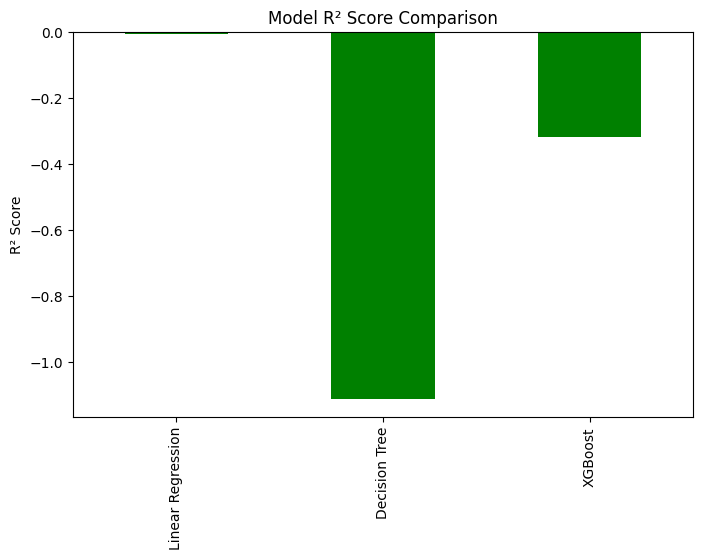 Model R² Score Comparison
R² Score
0.0
−0.2
−0.4
−0.6
−0.8
−1.0
Linear Regression
Decision Tree
XGBoost